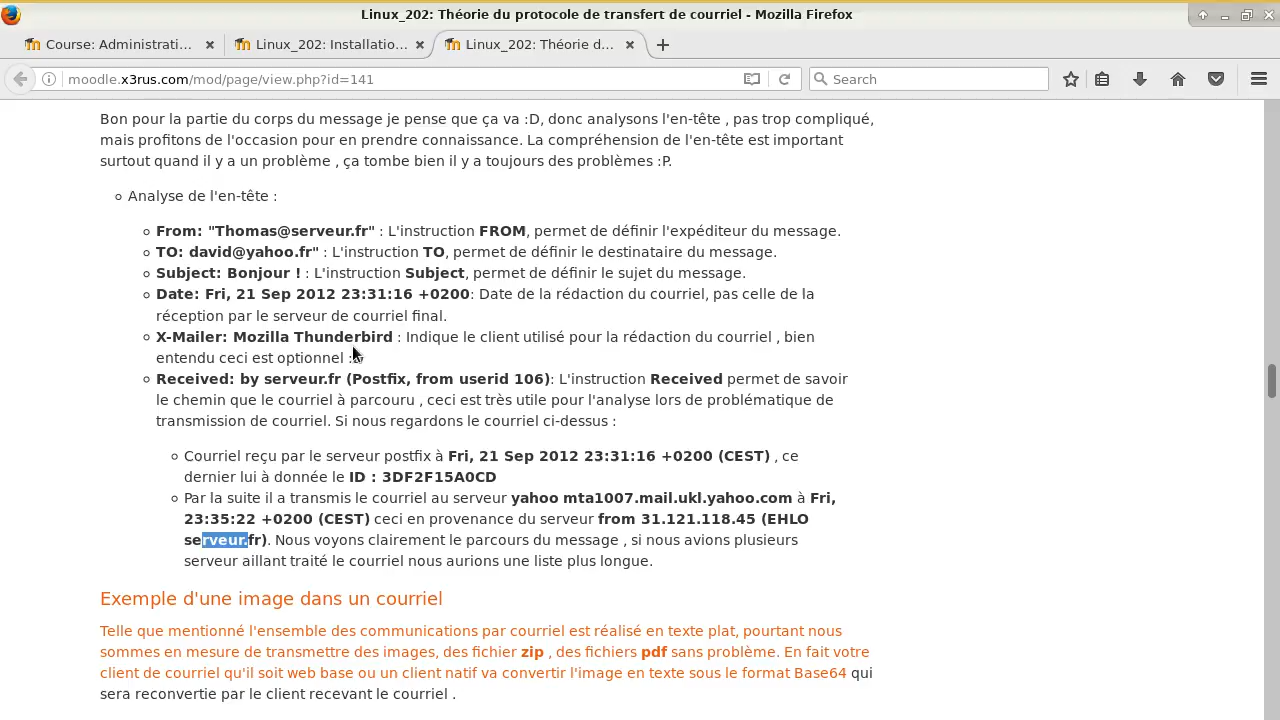 Linux_202: Théorie du protocole de transfert de courriel - Mozilla Firefox
Course: Administrati...
Linux_202: Installatio...
Linux_202: Théorie d...
moodle.x3rus.com/mod/page/view.php?id=141
Search
Bon pour la partie du corps du message je pense que ça va :D, donc analysons l'en-tête , pas trop compliqué,
mais profitons de l'occasion pour en prendre connaissance. La compréhension de l'en-tête est important
surtout quand il y a un problème , ça tombe bien il y a toujours des problèmes :P.
Analyse de l'en-tête :
From: "Thomas@serveur.fr" : L'instruction FROM, permet de définir l'expéditeur du message.
TO: david@yahoo.fr" : L'instruction TO, permet de définir le destinataire du message.
Subject: Bonjour ! : L'instruction Subject, permet de définir le sujet du message.
Date: Fri, 21 Sep 2012 23:31:16 +0200: Date de la rédaction du courriel, pas celle de la
réception par le serveur de courriel final.
X-Mailer: Mozilla Thunderbird : Indique le client utilisé pour la rédaction du courriel , bien
entendu ceci est optionnel
Received: by serveur.fr (Postfix, from userid 106): L'instruction Received permet de savoir
le chemin que le courriel à parcouru , ceci est très utile pour l'analyse lors de problématique de
transmission de courriel. Si nous regardons le courriel ci-dessus :
Courriel reçu par le serveur postfix à Fri, 21 Sep 2012 23:31:16 +0200 (CEST) , ce
dernier lui à donnée le ID : 3DF2F15A0CD
Par la suite il a transmis le courriel au serveur yahoo mta1007.mail.ukl.yahoo.com à Fri,
23:35:22 +0200 (CEST) ceci en provenance du serveur from 31.121.118.45 (EHLO
serveur.fr). Nous voyons clairement le parcours du message , si nous avions plusieurs
serveur aillant traité le courriel nous aurions une liste plus longue.
Exemple d'une image dans un courriel
Telle que mentionné l'ensemble des communications par courriel est réalisé en texte plat, pourtant nous
sommes en mesure de transmettre des images, des fichier zip , des fichiers pdf sans problème. En fait votre
client de courriel qu'il soit web base ou un client natif va convertir l'image en texte sous le format Base64 qui
sera reconvertie par le client recevant le courriel .